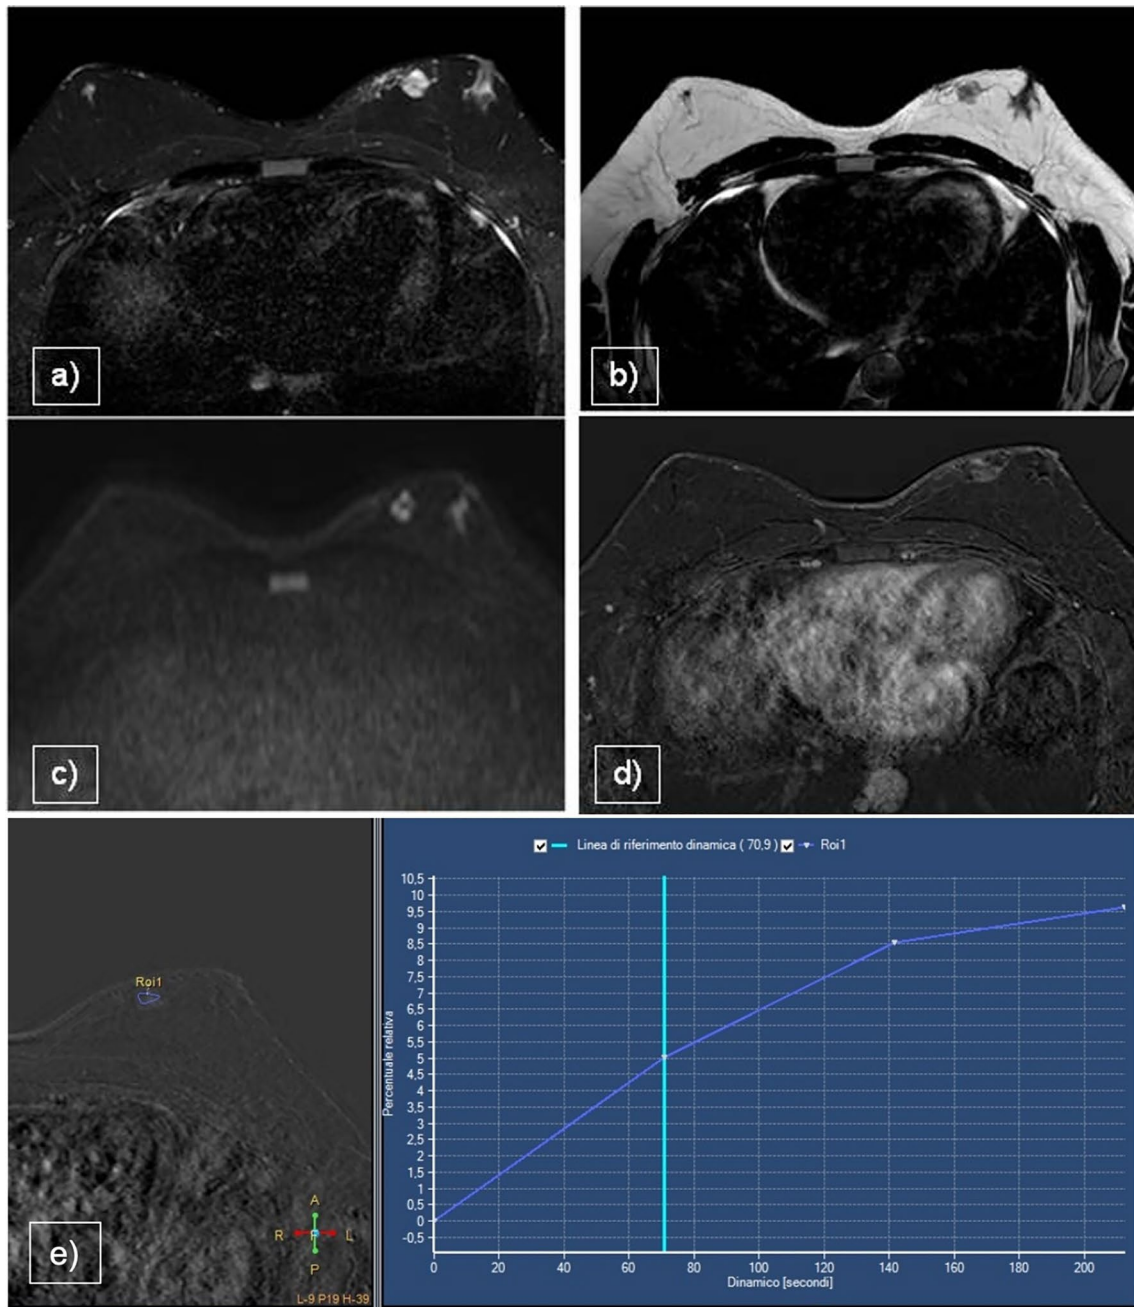 a)
b)
c)
d)
Linea di riferimento dinamica ( 70,9 ) Roi1
10,5
10
9,5
9
8,5
8
7,5
7
6,5
6
5,5
5
4,5
4
3,5
3
2,5
2
1,5
1
0,5
0
-0,5
Percentuale relativa
0 20 40 60 80 100 120 140 160 180 200
Dinamico [secondi]
Roi1
A
R F L
P
L-9 P19 H-39
e)